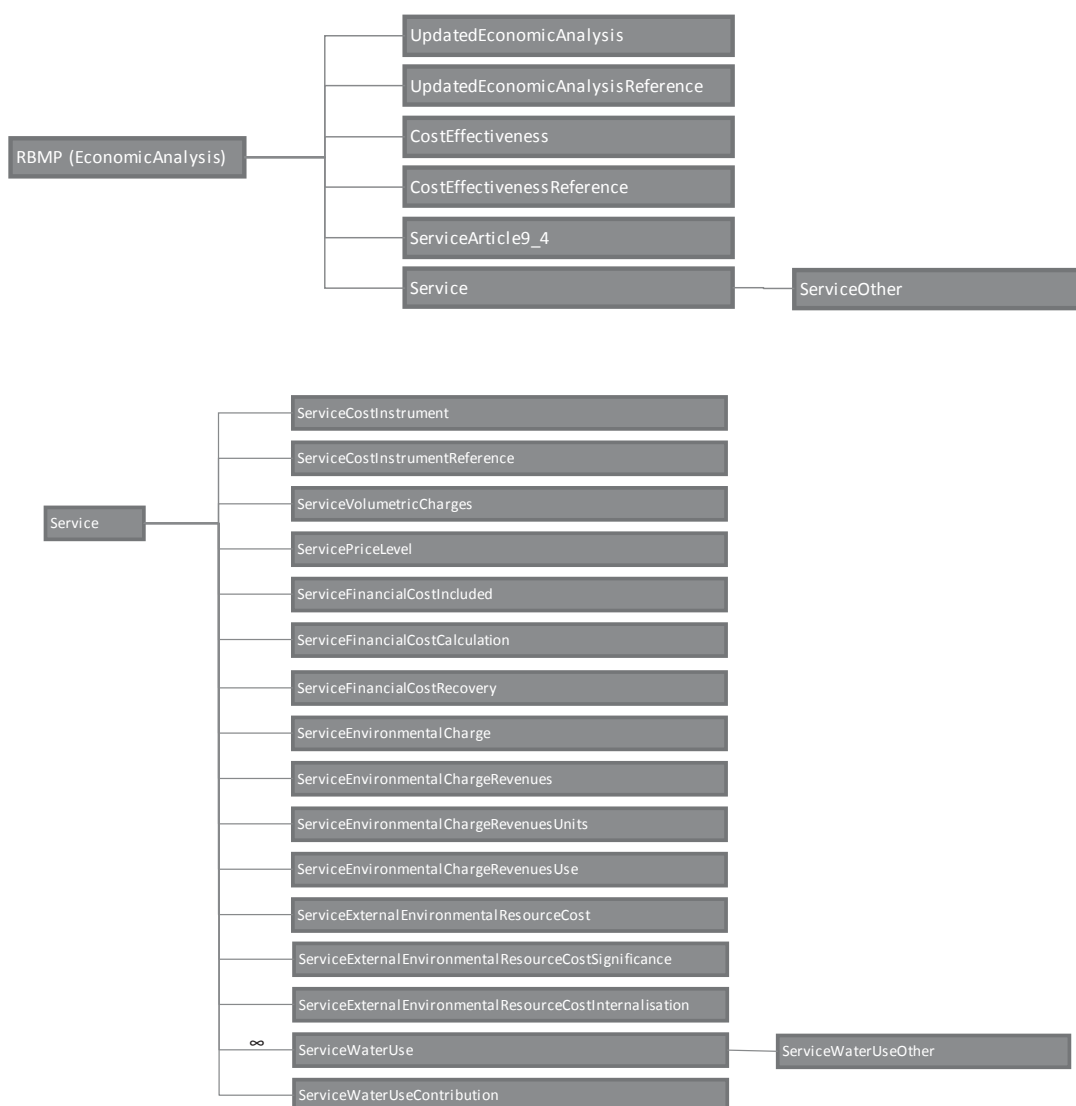 UpdatedEconomicAnalysis
UpdatedEconomicAnalysisReference
RBMP (EconomicAnalysis)
CostEffectiveness
CostEffectivenessReference
ServiceArticle9_4
Service
ServiceOther
ServiceCostInstrument
ServiceCostInstrumentReference
ServiceVolumetricCharges
Service
ServicePriceLevel
ServiceFinancialCostIncluded
ServiceFinancialCostCalculation
ServiceFinancialCostRecovery
ServiceEnvironmentalCharge
ServiceEnvironmentalChargeRevenues
ServiceEnvironmentalChargeRevenuesUnits
ServiceEnvironmentalChargeRevenuesUse
ServiceExternalEnvironmentalResourceCost
ServiceExternalEnvironmentalResourceCostSignificance
ServiceExternalEnvironmentalResourceCostInternalisation
∞
ServiceWaterUse
ServiceWaterUseOther
ServiceWaterUseContribution